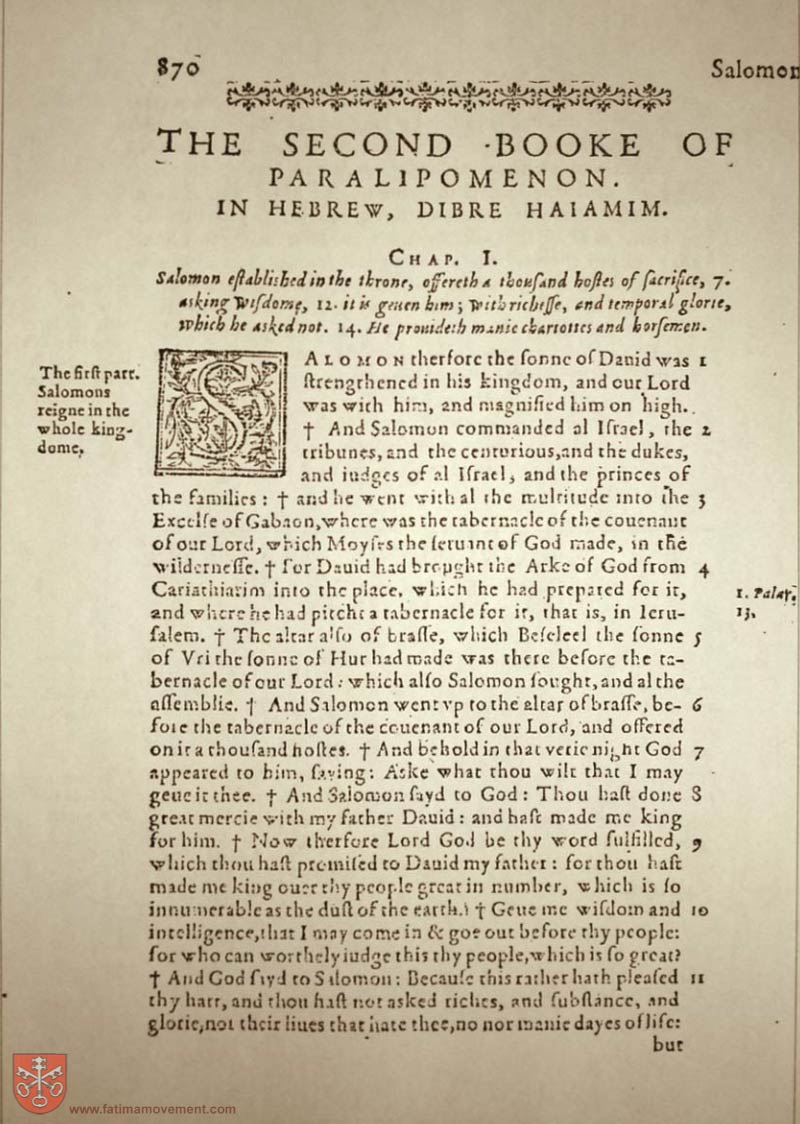 870 Salomon
THE SECOND BOOKE OF
PARALIPOMENON.
IN HEBREW, DIBRE HAIAMIM.
CHAP. I.
Salomon eſtabliſhed in the throne, offereth a thouſand hoſtes of ſacrifice, 7.
asking Wiſdome, 12. it is geuen him; With richeſſe, and temporal glorie,
Which he asked not. 14. He prouideth manie chariottes and horſemen.
The firſt part.
Salomons
reigne in the
whole king-
dome.
SALOMON therfore the ſonne of Dauid was 1
ſtrengthened in his kingdom, and our Lord
was with him, and magnified him on high.
† And Salomon commanded al Iſrael, the 2
tribunes, and the centurious, and the dukes,
and iudges of al Iſrael, and the princes of
the families: † and he went with al the multitude into the 3
Excelſe of Gabaon, where was the tabernacle of the couenant
of our Lord, which Moyſes the ſeruant of God made, in the
wilderneſſe. † for Dauid had brought the Arke of God from 4
Cariathiarim into the place, which he had prepared for it,
and where he had pitcht a tabernacle for it, that is, in Ieru-
ſalem. † The altar alſo of braſſe, which Beſeleel the ſonne 5
of Vri the ſonne of Hur had made was there before the ta-
bernacle of our Lord: which alſo Salomon ſought, and al the
aſſemblie. † And Salomon went vp to the altar of braſſe, be- 6
fore the tabernacle of the couenant of our Lord, and offered
on it a thouſand hoſtes. † And behold in that verie night God 7
appeared to him, ſaying: Aske what thou wilt that I may
geue it thee. † And Salomon ſayd to God: Thou haſt done 8
great mercie with my father Dauid: and haſt made me king
for him. † Now therfore Lord God be thy word fulfilled, 9
which thou haſt promiſed to Dauid my father: for thou haſt
made me king ouer thy people great in number, which is ſo
innumerable as the duſt of the earth. † Geue me wiſdom and 10
intelligence, that I may come in & goe out before thy people:
for who can worthely iudge this thy people, which is ſo great?
† And God ſayd to Salomon: Becauſe this rather hath pleaſed 11
thy hart, and thou haſt not asked riches, and ſubſtance, and
glorie, not their liues that hate thee, no nor manie dayes of life:
but
1. Palar.
13.
www.fatimamovement.com